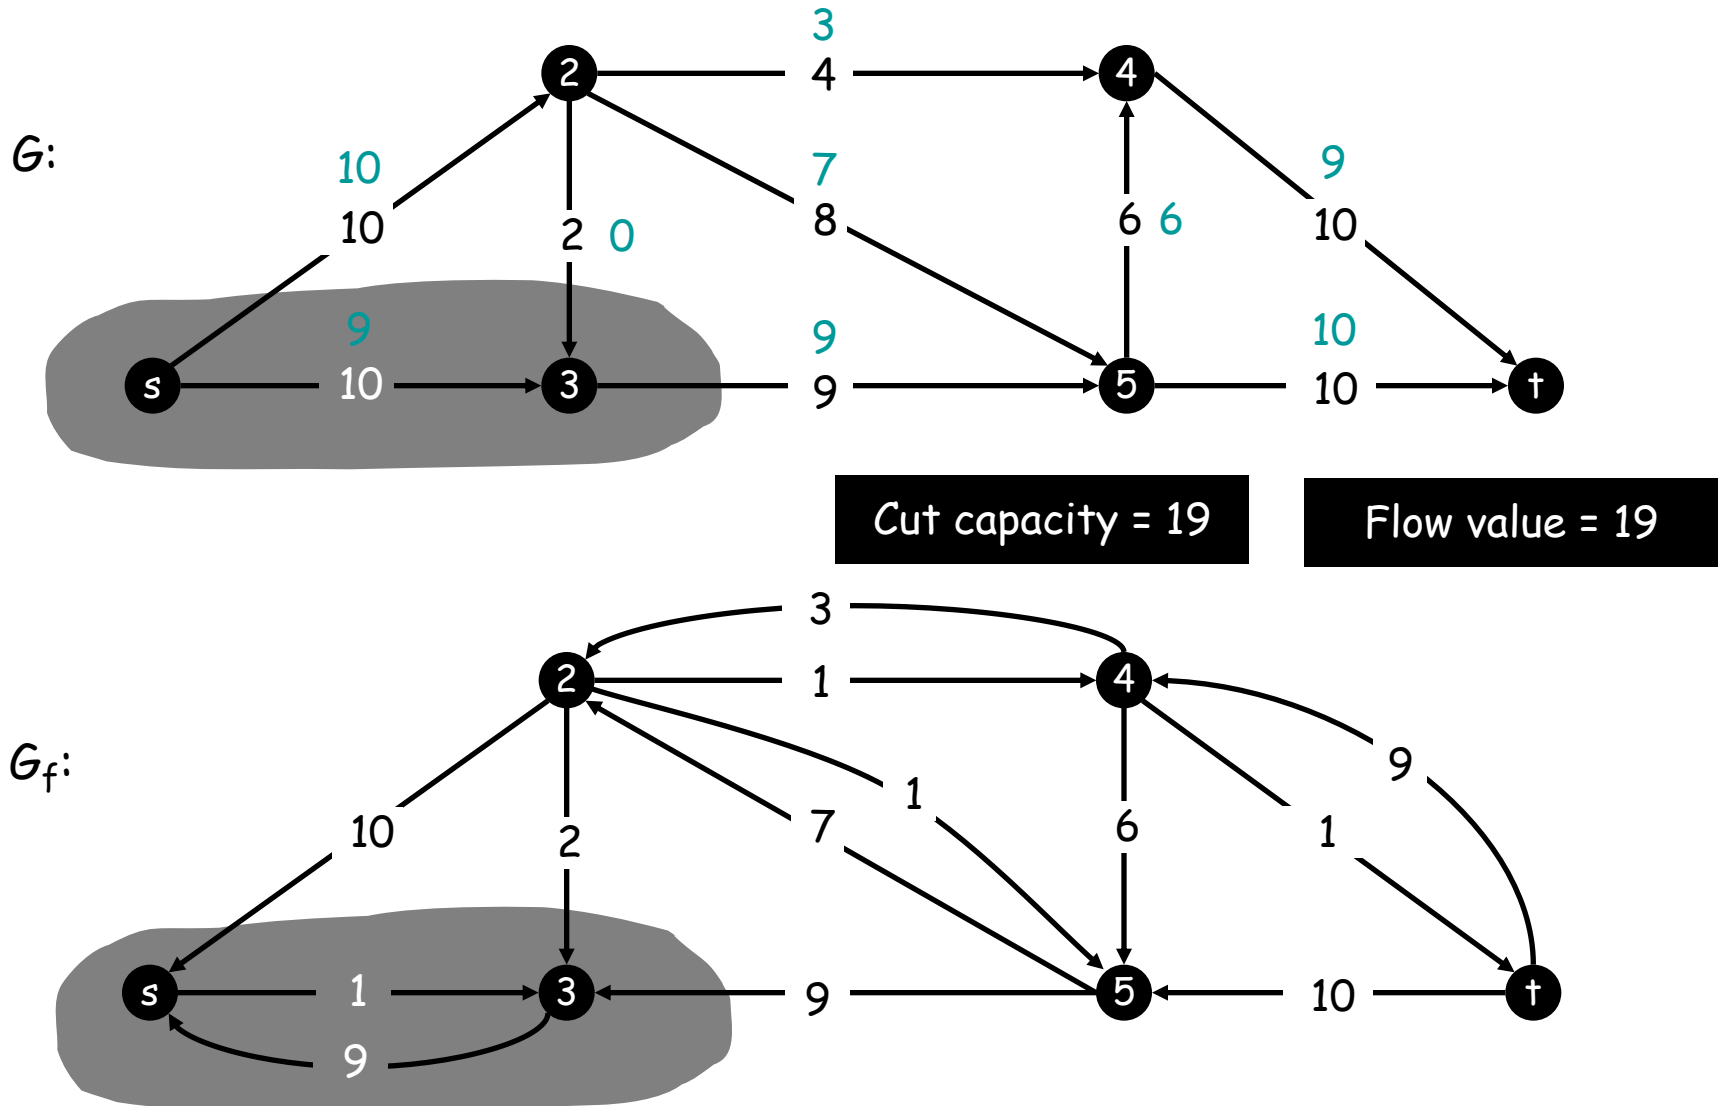 3
2 4 4
G:
10 7 9
10 2 0 8 6 6 10
9 9 10
s 10 3 9 5 10 t
Cut capacity = 19 Flow value = 19
3
2 1 4
Gf:
9
1
10 2 7 6 1
s 1 3 9 5 10 t
9